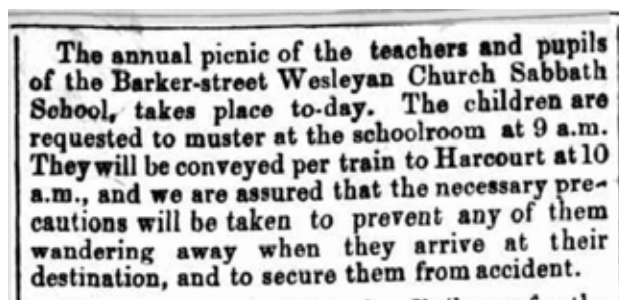 The annual picnic of the teachers and pupils
of the Barker-street Wesleyan Church Sabbath
School, takes place to-day. The children are
requested to muster at the schoolroom at 9 a.m.
They will be conveyed per train to Harcourt at 10
a.m., and we are assured that the necessary pre-
cautions will be taken to prevent any of them
wandering away when they arrive at their
destination, and to secure them from accident.